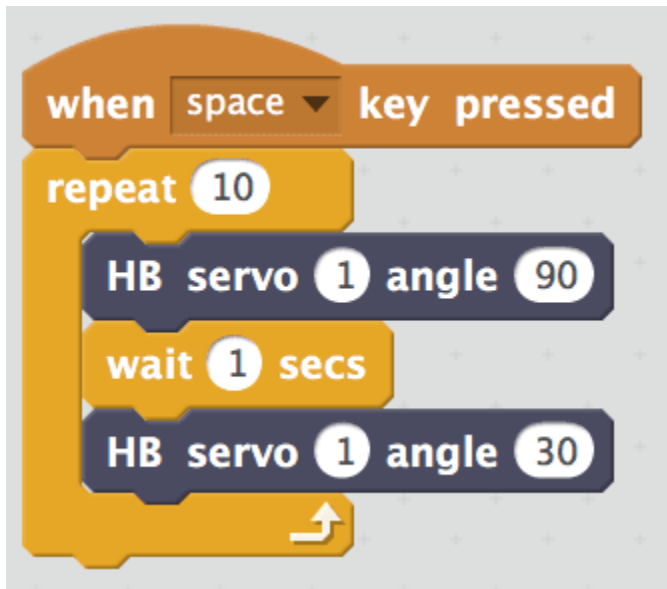 when space key pressed
repeat 10
HB servo 1 angle 90
wait 1 secs
HB servo 1 angle 30